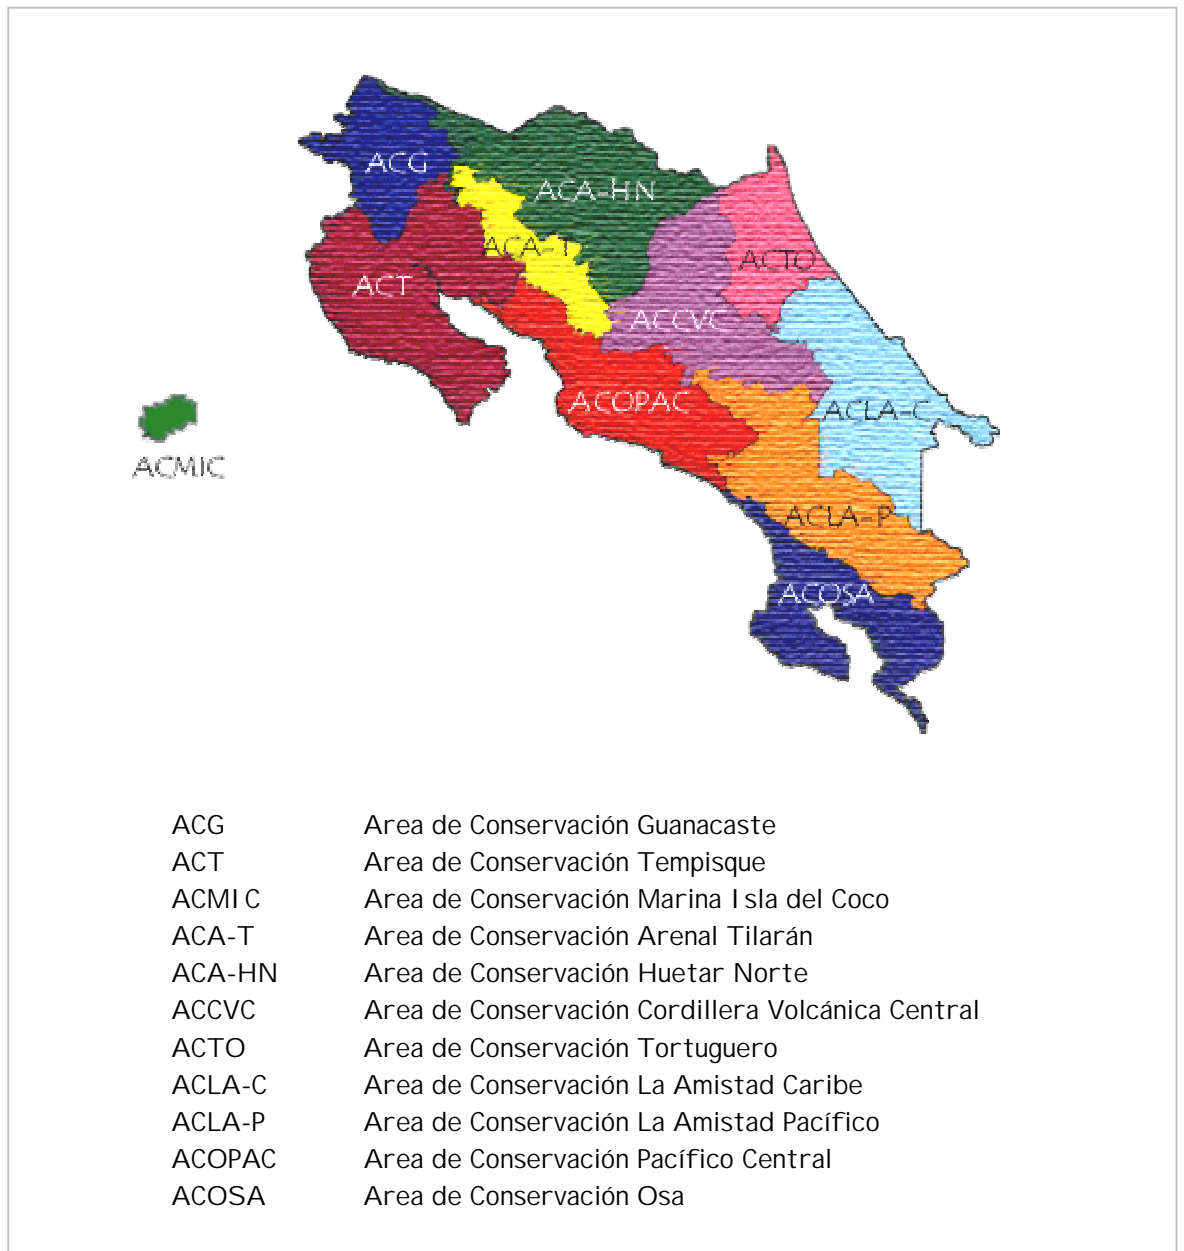 ACG
ACA-HN
ACA-T
ACTO
ACT
ACCVC
ACOPAC
ACLA-C
ACMIC
ACLA-P
ACOSA
ACG Area de Conservación Guanacaste
ACT Area de Conservación Tempisque
ACMIC Area de Conservación Marina Isla del Coco
ACA-T Area de Conservación Arenal Tilarán
ACA-HN Area de Conservación Huetar Norte
ACCVC Area de Conservación Cordillera Volcánica Central
ACTO Area de Conservación Tortuguero
ACLA-C Area de Conservación La Amistad Caribe
ACLA-P Area de Conservación La Amistad Pacífico
ACOPAC Area de Conservación Pacífico Central
ACOSA Area de Conservación Osa